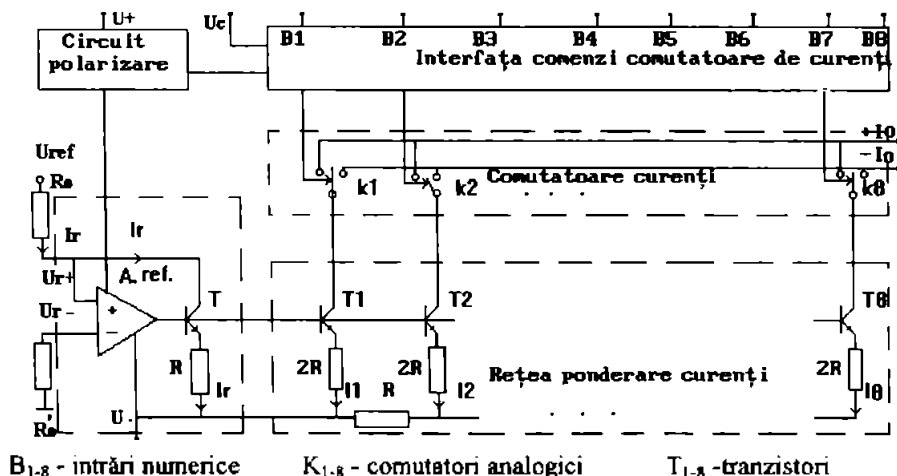 U+
Uc
Circuit
polarizare
B1 B2 B3 B4 B5 B6 B7 B8
Interfața comenzi comutatoare de curenți
+Io
-Io
Uref
Ro
k1
k2
k8
Comutatoare curenți
Ir
Ir
Ur+
A.ref.
Ur-
T
T1
T2
T8
R
2R
2R
2R
R
Rețea ponderare curenți
Ir
I1
I2
I8
U-
. . .
. . .
B1-8 - intrări numerice K1-8 - comutatori analogici T1-8 -tranzistori